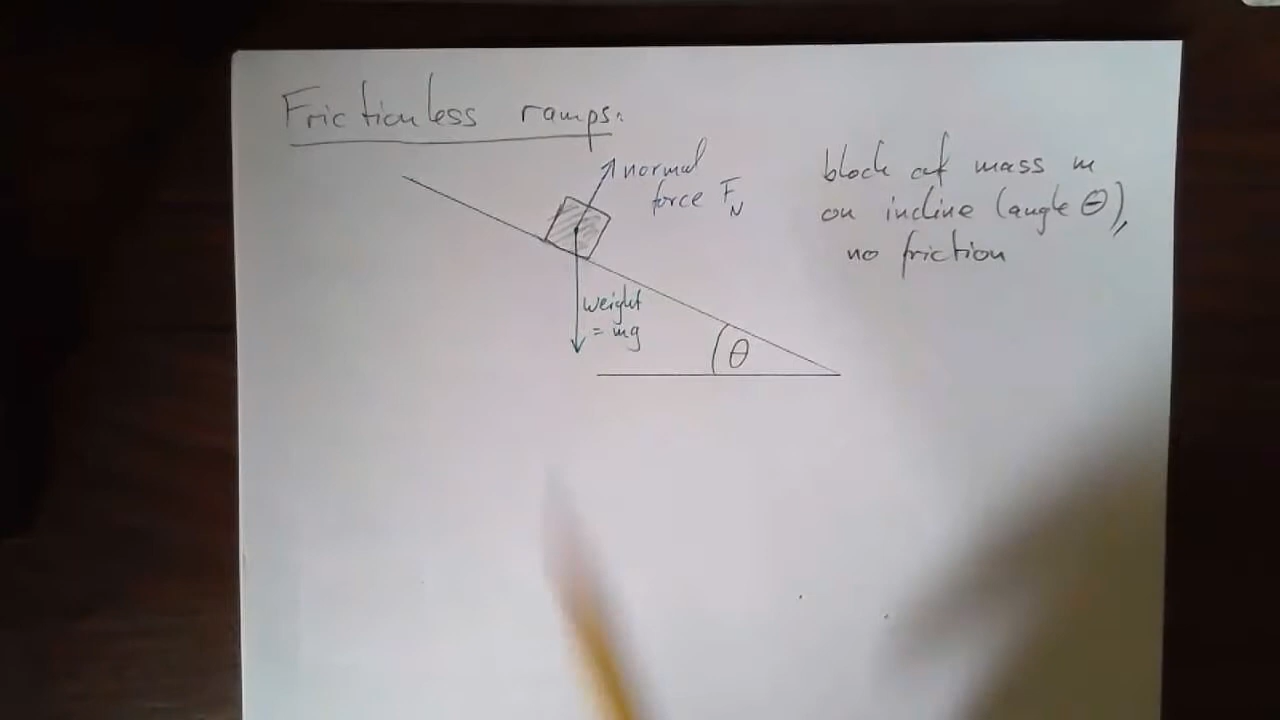 Frictionless ramps:
normal
force F_N
block of mass m
on incline (angle θ),
no friction
weight
= mg
θ